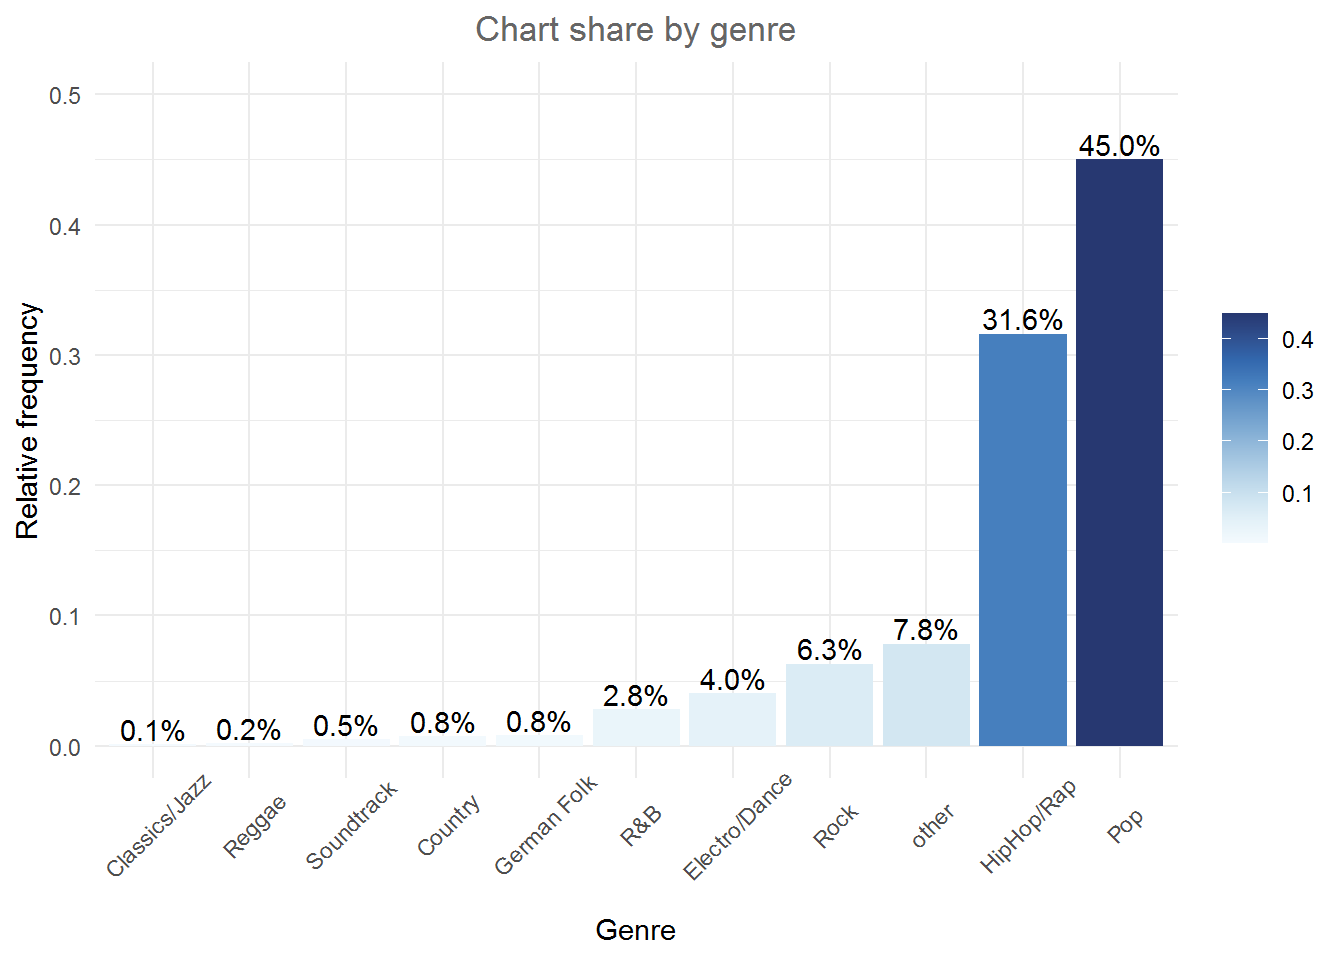 Chart share by genre
Relative frequency
0.5
0.4
0.3
0.2
0.1
0.0
0.1%
0.2%
0.5%
0.8%
0.8%
2.8%
4.0%
6.3%
7.8%
31.6%
45.0%
Classics/Jazz
Reggae
Soundtrack
Country
German Folk
R&B
Electro/Dance
Rock
other
HipHop/Rap
Pop
Genre
0.4
0.3
0.2
0.1